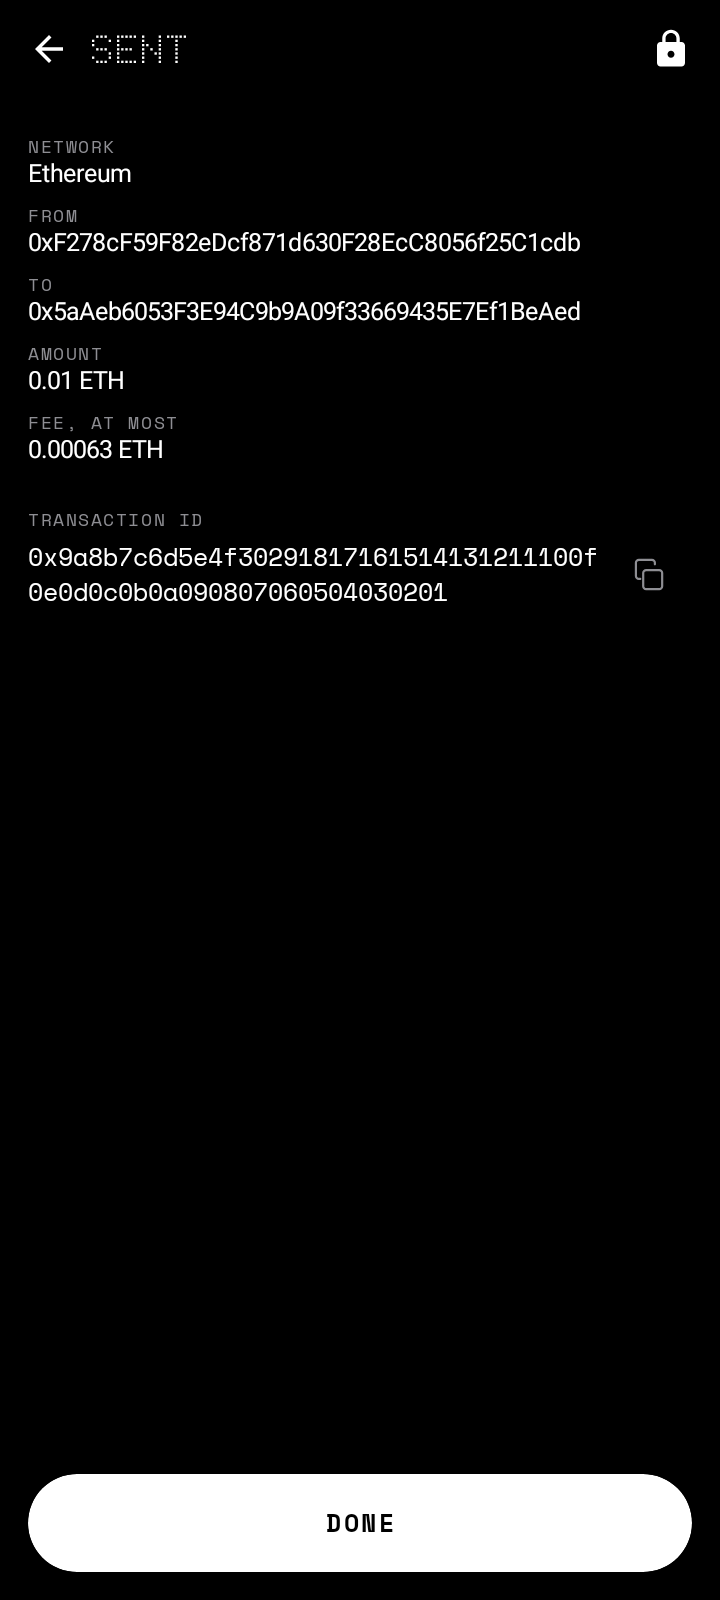 SENT
NETWORK
Ethereum
FROM
0xF278cF59F82eDcf871d630F28EcC8056f25C1cdb
TO
0x5aAeb6053F3E94C9b9A09f33669435E7Ef1BeAed
AMOUNT
0.01 ETH
FEE, AT MOST
0.00063 ETH
TRANSACTION ID
0x9a8b7c6d5e4f30291817161514131211100f
0e0d0c0b0a090807060504030201
DONE